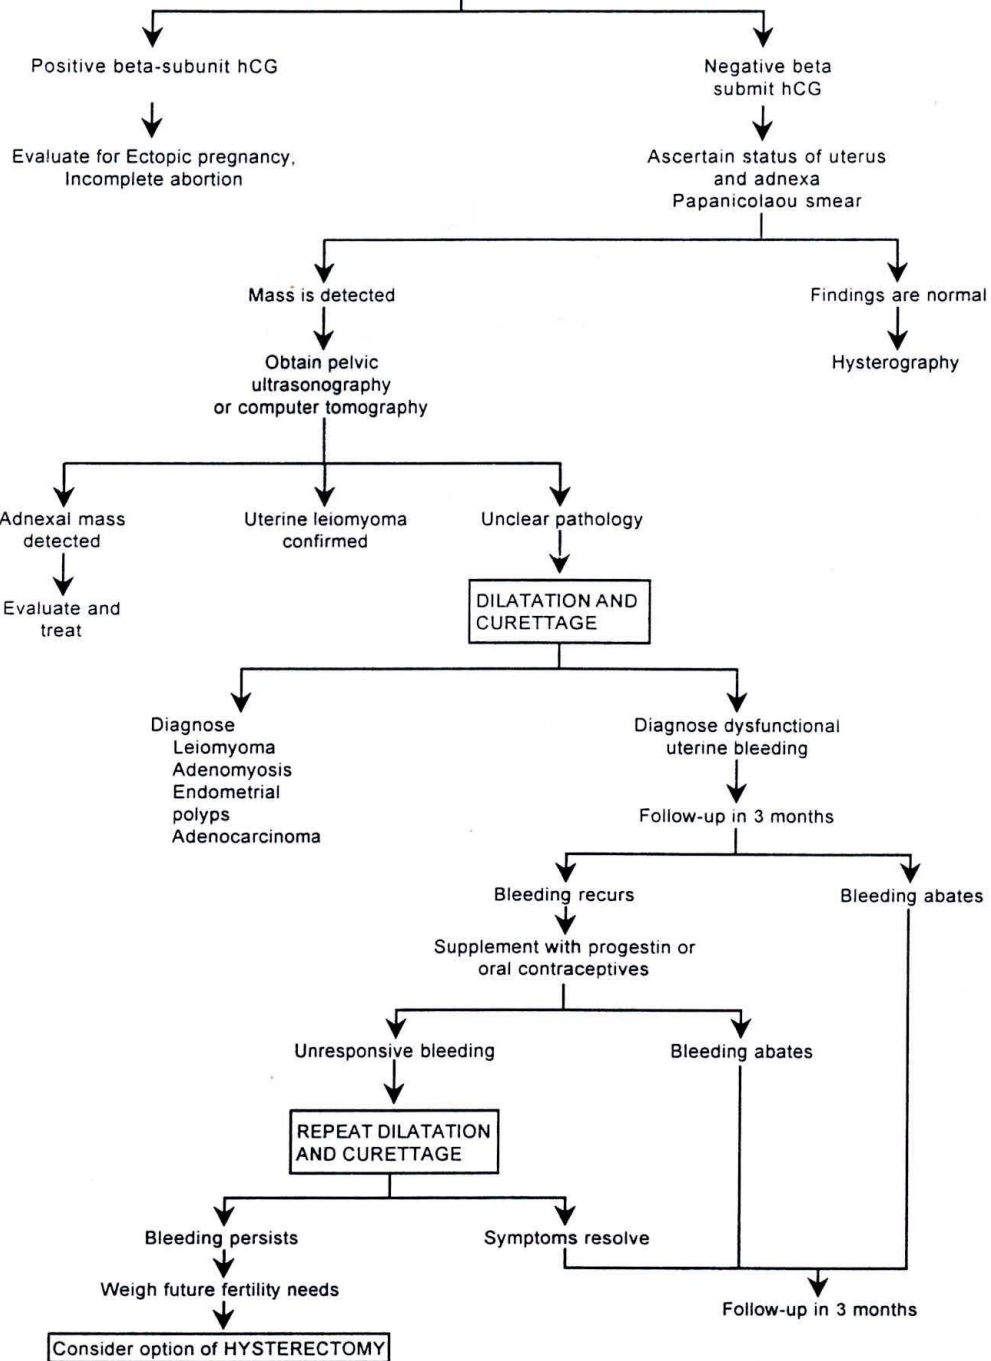 Positive beta-subunit hCG
Negative beta
submit hCG
Evaluate for Ectopic pregnancy,
Incomplete abortion
Ascertain status of uterus
and adnexa
Papanicolaou smear
Mass is detected
Findings are normal
Obtain pelvic
ultrasonography
or computer tomography
Hysterography
Adnexal mass
detected
Uterine leiomyoma
confirmed
Unclear pathology
Evaluate and
treat
DILATATION AND
CURETTAGE
Diagnose
Leiomyoma
Adenomyosis
Endometrial
polyps
Adenocarcinoma
Diagnose dysfunctional
uterine bleeding
Follow-up in 3 months
Bleeding recurs
Bleeding abates
Supplement with progestin or
oral contraceptives
Unresponsive bleeding
Bleeding abates
REPEAT DILATATION
AND CURETTAGE
Bleeding persists
Symptoms resolve
Weigh future fertility needs
Follow-up in 3 months
Consider option of HYSTERECTOMY